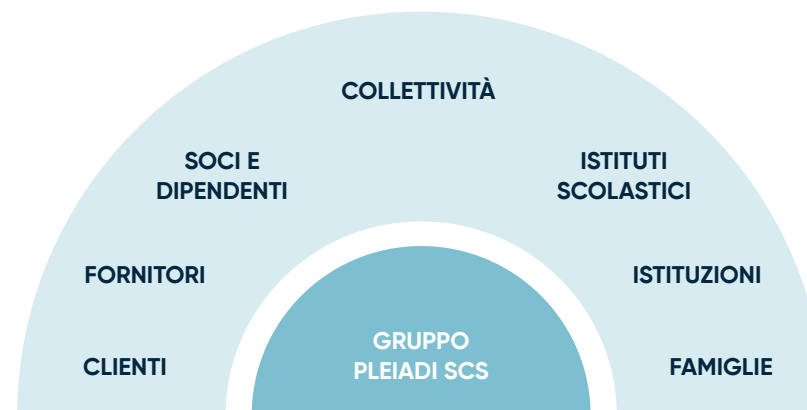 COLLETTIVITÀ
SOCI E
DIPENDENTI
ISTITUTI
SCOLASTICI
FORNITORI
ISTITUZIONI
GRUPPO
PLEIADI SCS
CLIENTI
FAMIGLIE